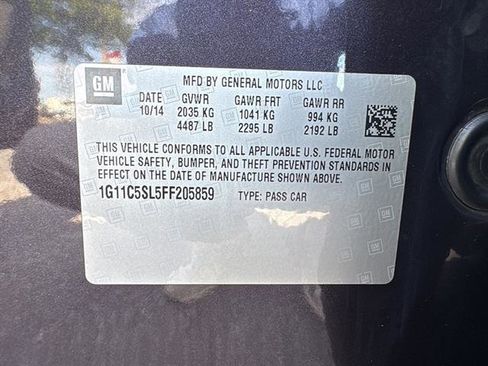 GM
MFD BY GENERAL MOTORS LLC
DATE GVWR GAWR FRT GAWR RR
10/14 2035 KG 1041 KG 994 KG
4487 LB 2295 LB 2192 LB
THIS VEHICLE CONFORMS TO ALL APPLICABLE U.S. FEDERAL MOTOR
VEHICLE SAFETY, BUMPER, AND THEFT PREVENTION STANDARDS IN
EFFECT ON THE DATE OF MANUFACTURE SHOWN ABOVE.
1G11C5SL5FF205859 TYPE: PASS CAR